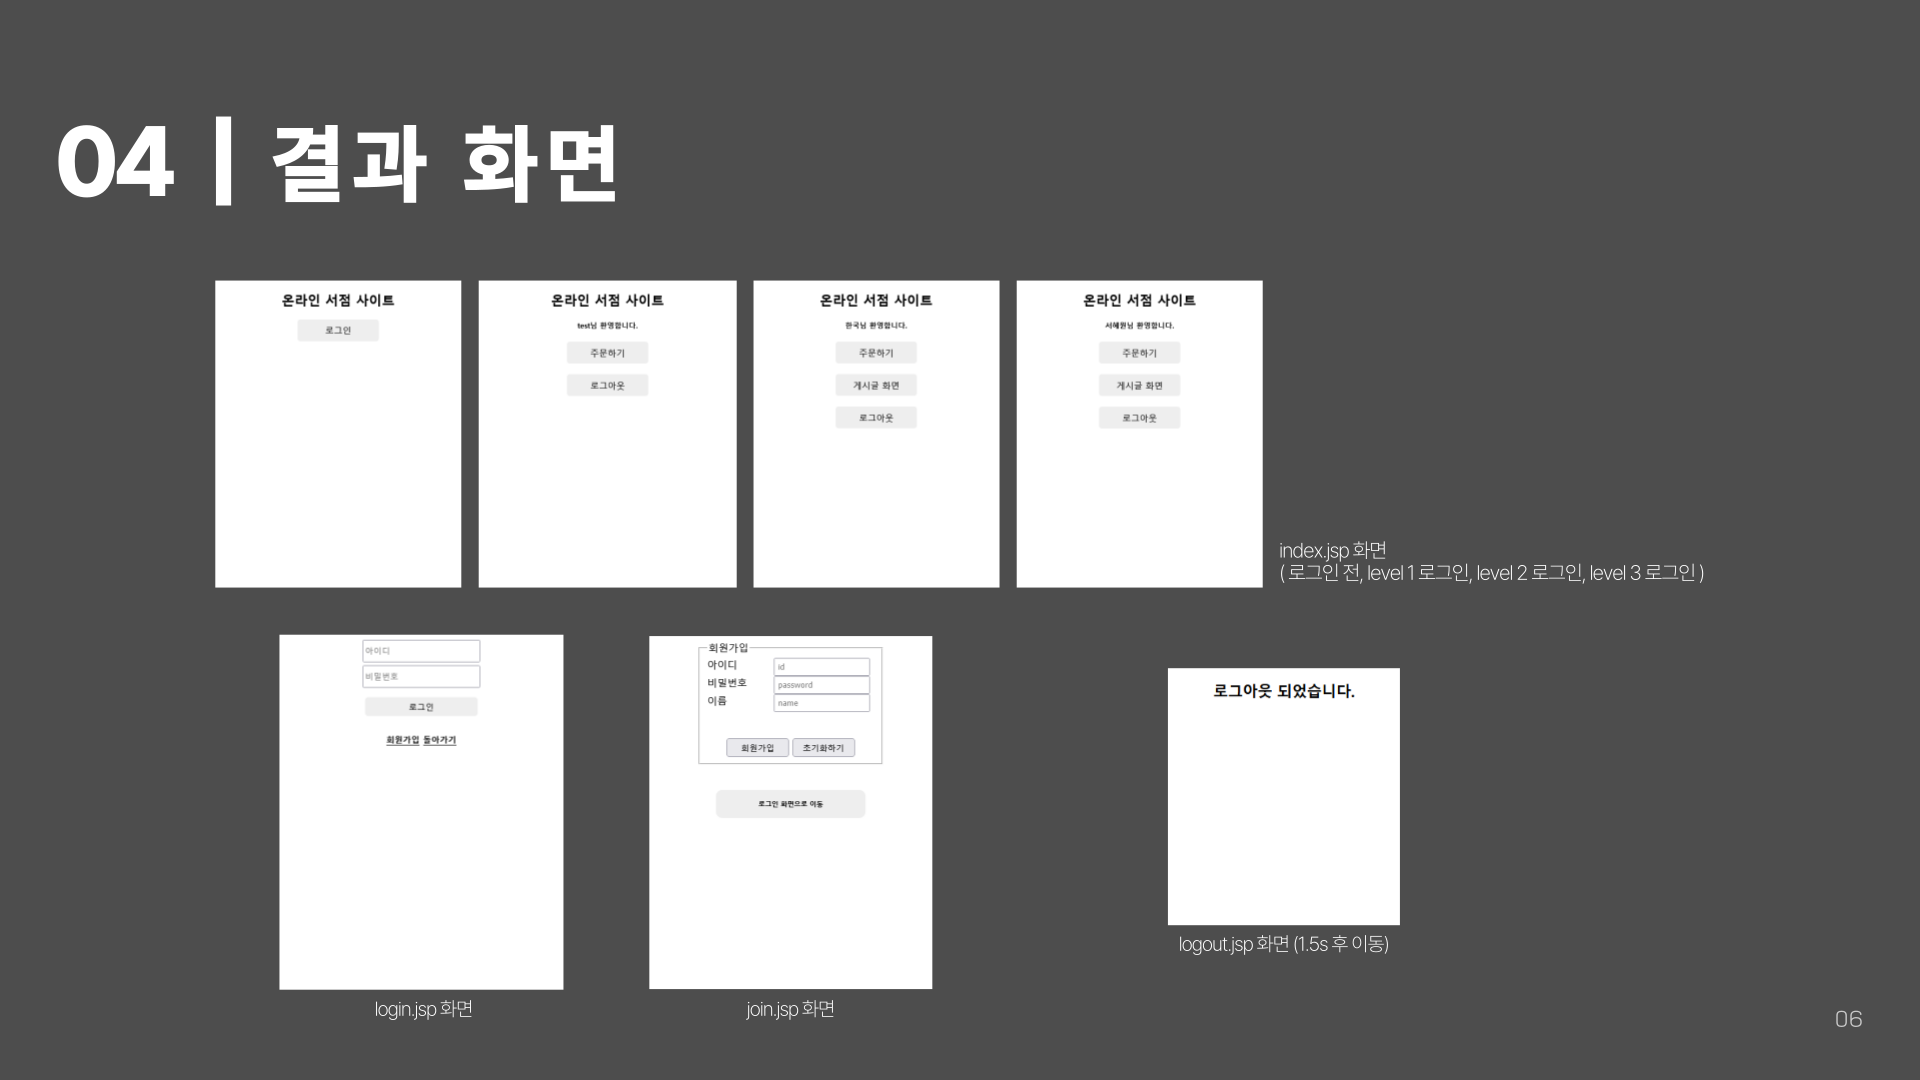 04 | 결과 화면
온라인 서점 사이트
로그인
온라인 서점 사이트
test님 환영합니다.
주문하기
로그아웃
온라인 서점 사이트
한국님 환영합니다.
주문하기
게시글 화면
로그아웃
온라인 서점 사이트
서혜원님 환영합니다.
주문하기
게시글 화면
로그아웃
index.jsp 화면
( 로그인 전, level 1 로그인, level 2 로그인, level 3 로그인 )
아이디
비밀번호
로그인
회원가입 돌아가기
login.jsp 화면
회원가입
아이디 id
비밀번호 password
이름 name
회원가입 초기화하기
로그인 화면으로 이동
join.jsp 화면
로그아웃 되었습니다.
logout.jsp 화면 (1.5s 후 이동)
06